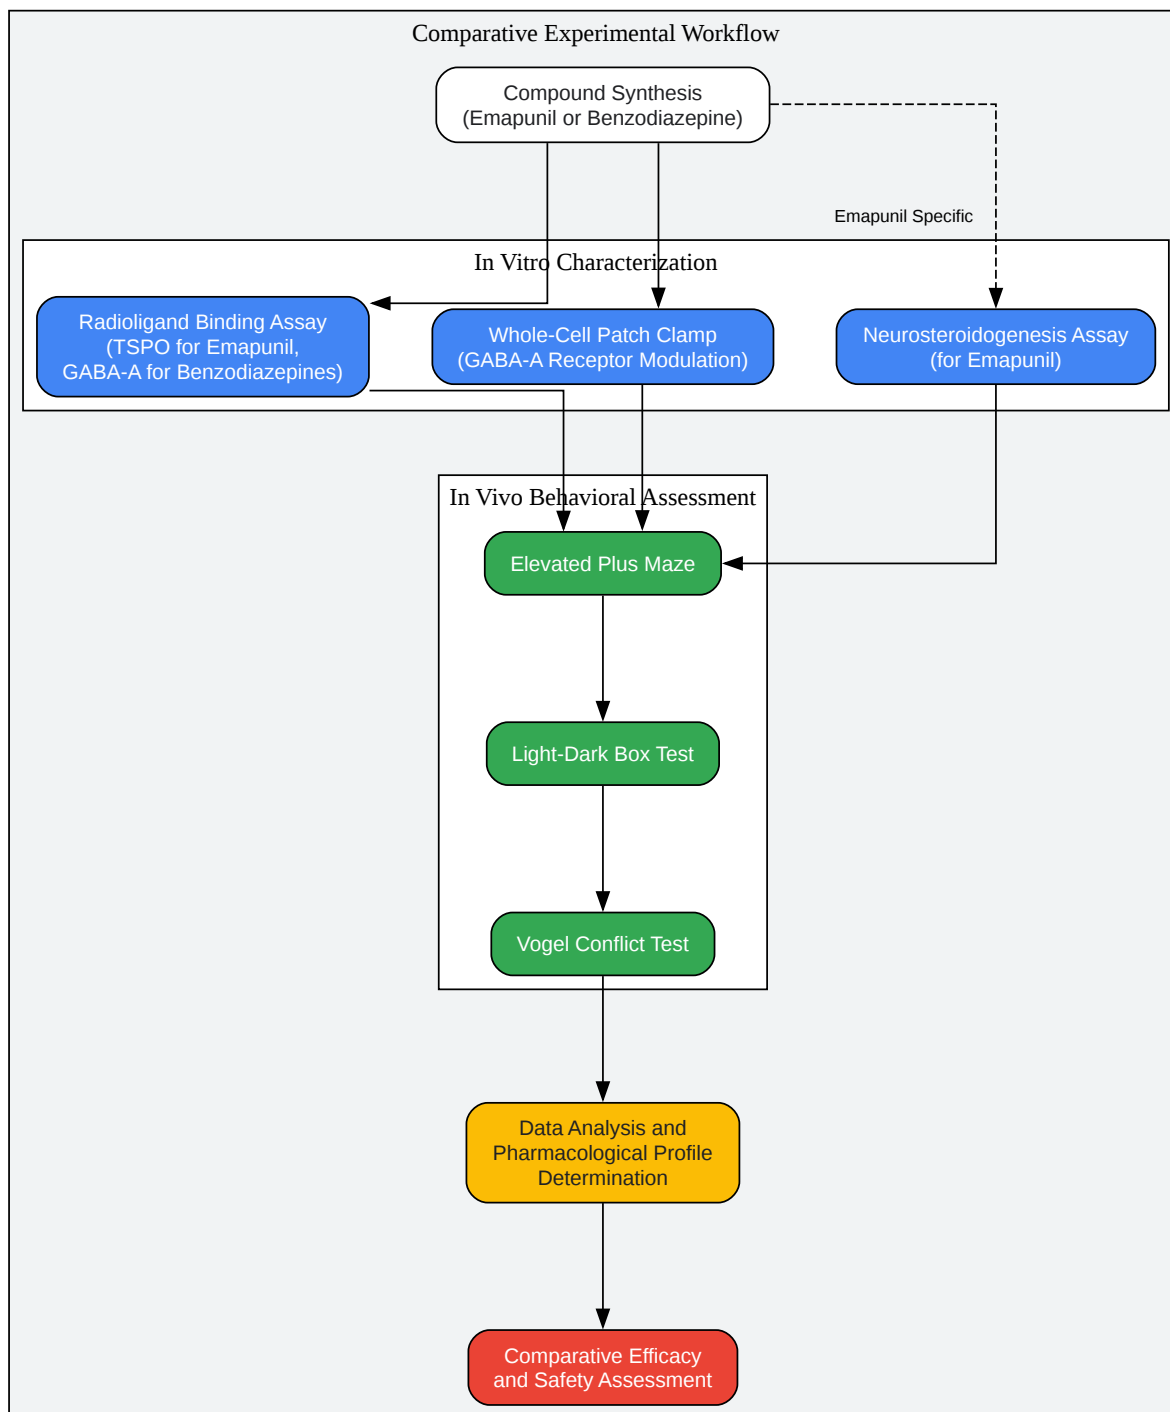 Comparative Experimental Workflow
Compound Synthesis
(Emapunil or Benzodiazepine)
Emapunil Specific
In Vitro Characterization
Radioligand Binding Assay
(TSPO for Emapunil,
GABA-A for Benzodiazepines)
Whole-Cell Patch Clamp
(GABA-A Receptor Modulation)
Neurosteroidogenesis Assay
(for Emapunil)
In Vivo Behavioral Assessment
Elevated Plus Maze
Light-Dark Box Test
Vogel Conflict Test
Data Analysis and
Pharmacological Profile
Determination
Comparative Efficacy
and Safety Assessment